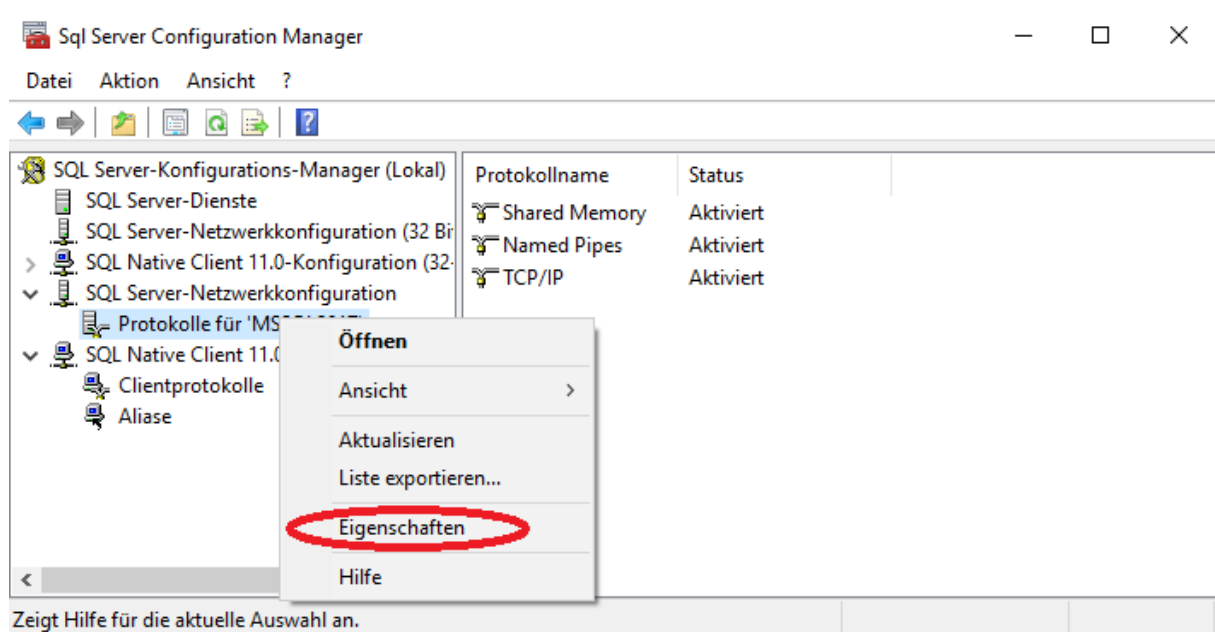 Sql Server Configuration Manager
Datei Aktion Ansicht ?
SQL Server-Konfigurations-Manager (Lokal)
SQL Server-Dienste
SQL Server-Netzwerkkonfiguration (32 Bi
SQL Native Client 11.0-Konfiguration (32-
SQL Server-Netzwerkkonfiguration
Protokolle für
SQL Native Client 11.0
Clientprotokolle
Aliase
Protokollname Status
Shared Memory Aktiviert
Named Pipes Aktiviert
TCP/IP Aktiviert
Öffnen
Ansicht
Aktualisieren
Liste exportieren...
Eigenschaften
Hilfe
Zeigt Hilfe für die aktuelle Auswahl an.